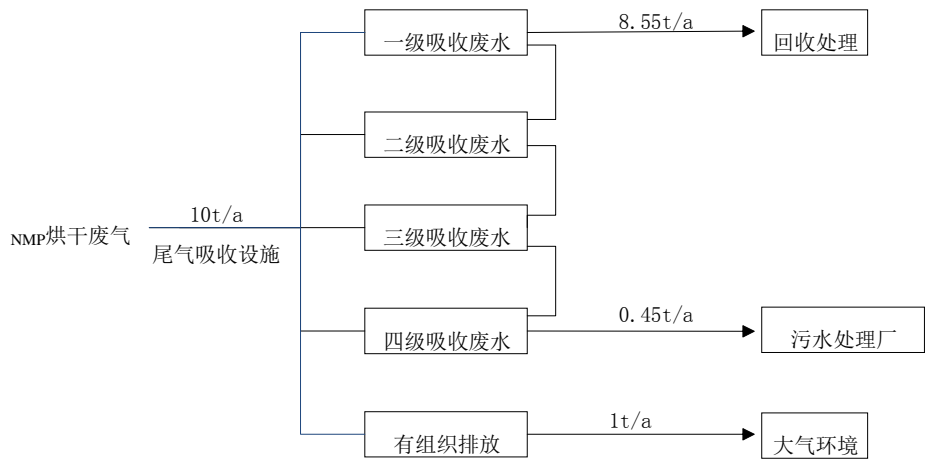 一级吸收废水
8.55t/a
回收处理
二级吸收废水
NMP烘干废气
10t/a
尾气吸收设施
三级吸收废水
四级吸收废水
0.45t/a
污水处理厂
有组织排放
1t/a
大气环境